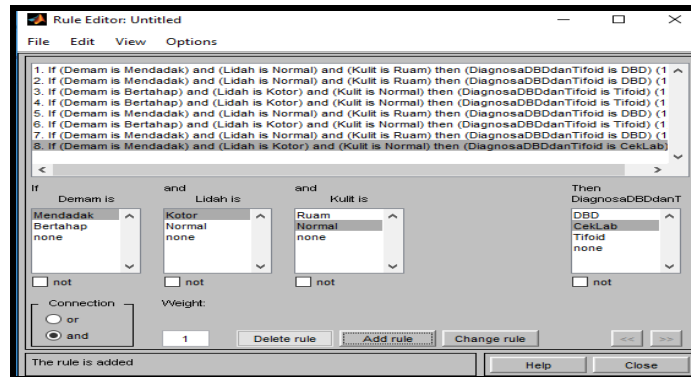 Rule Editor: Untitled
File Edit View Options
1. If (Demam is Mendadak) and (Lidah is Normal) and (Kulit is Ruam) then (DiagnosaDBDdanTifoid is DBD) (1
2. If (Demam is Mendadak) and (Lidah is Normal) and (Kulit is Ruam) then (DiagnosaDBDdanTifoid is DBD) (1
3. If (Demam is Bertahap) and (Lidah is Kotor) and (Kulit is Normal) then (DiagnosaDBDdanTifoid is Tifoid) (1
4. If (Demam is Bertahap) and (Lidah is Kotor) and (Kulit is Normal) then (DiagnosaDBDdanTifoid is Tifoid) (1
5. If (Demam is Mendadak) and (Lidah is Normal) and (Kulit is Ruam) then (DiagnosaDBDdanTifoid is DBD) (1
6. If (Demam is Bertahap) and (Lidah is Kotor) and (Kulit is Normal) then (DiagnosaDBDdanTifoid is Tifoid) (1
7. If (Demam is Mendadak) and (Lidah is Normal) and (Kulit is Ruam) then (DiagnosaDBDdanTifoid is DBD) (1
8. If (Demam is Mendadak) and (Lidah is Kotor) and (Kulit is Normal) then (DiagnosaDBDdanTifoid is CekLab)
If and and Then
Demam is Lidah is Kulit is DiagnosaDBDdanT
Mendadak Kotor Ruam DBD
Bertahap Normal Normal CekLab
none none none Tifoid
none
not not not not
Connection Weight:
or
and 1 Delete rule Add rule Change rule << >>
The rule is added Help Close